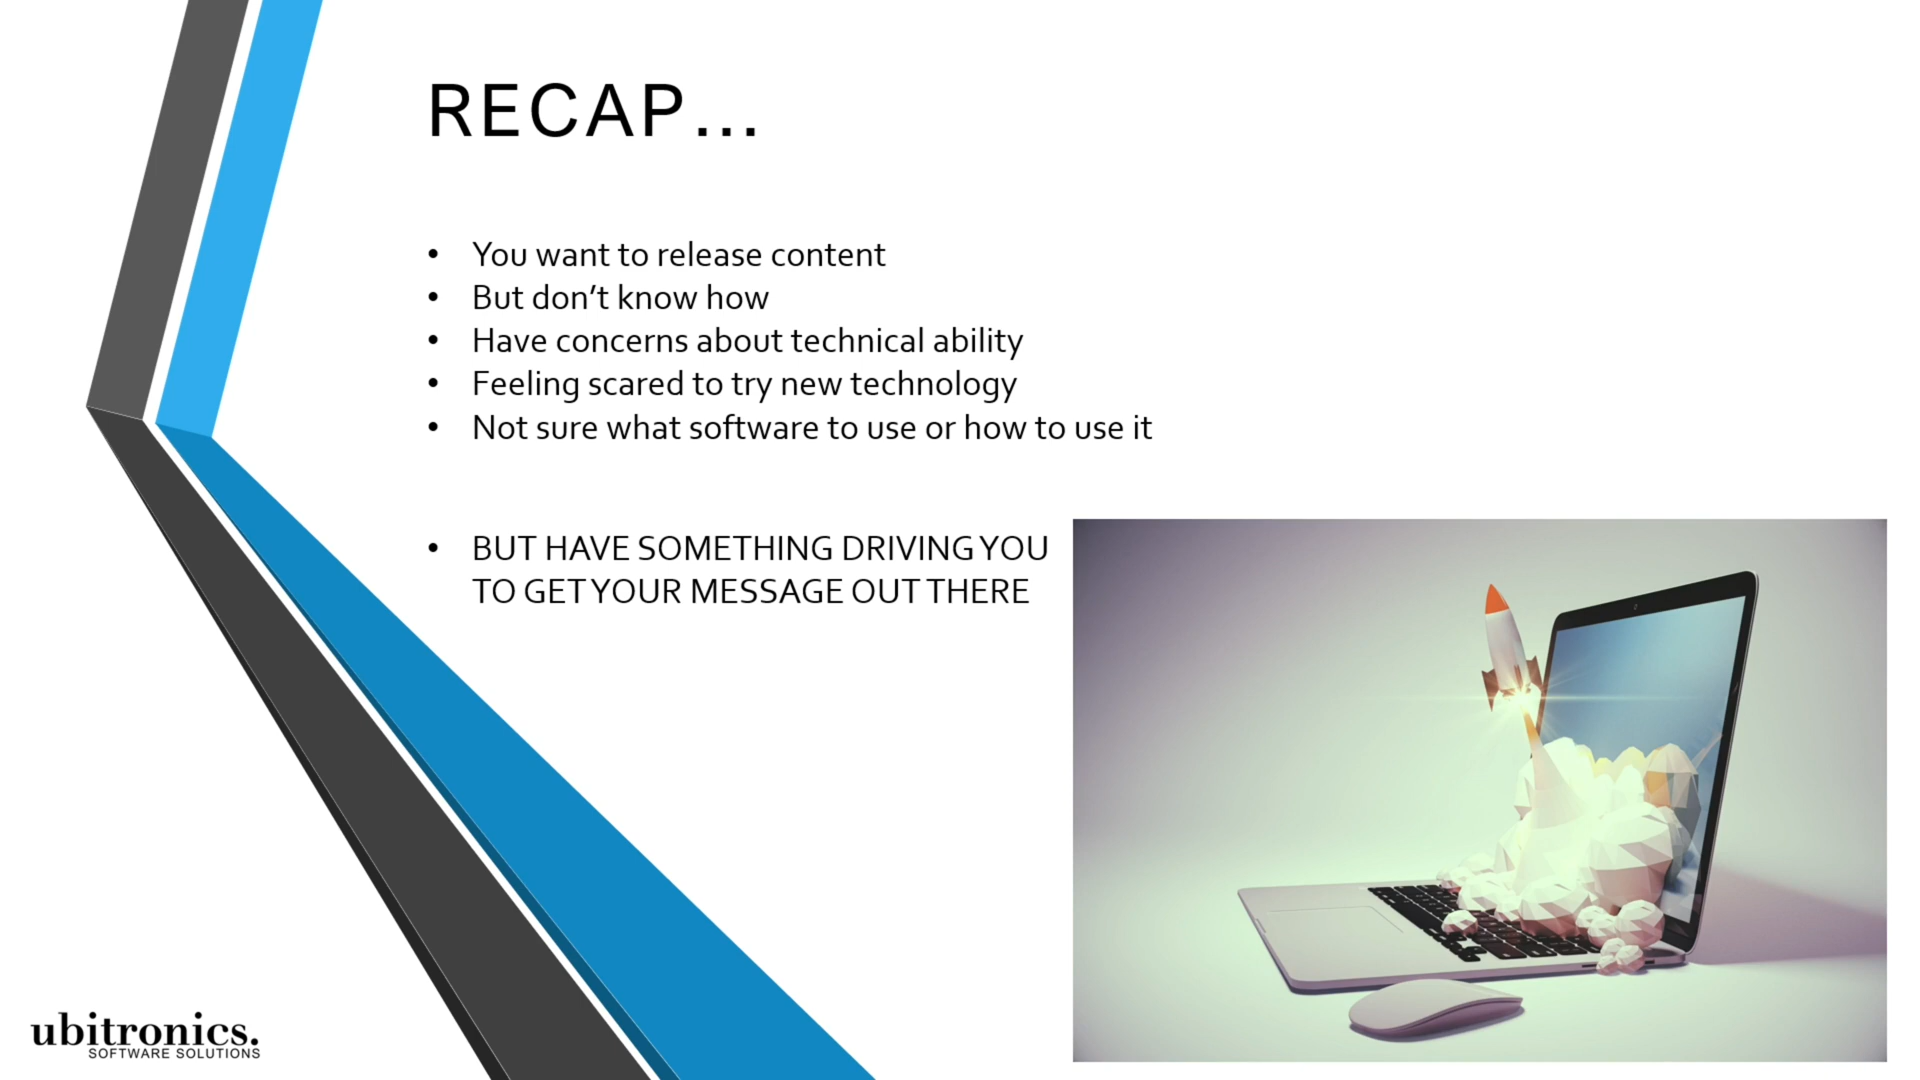 RECAP...
• You want to release content
• But don’t know how
• Have concerns about technical ability
• Feeling scared to try new technology
• Not sure what software to use or how to use it
• BUT HAVE SOMETHING DRIVING YOU
TO GET YOUR MESSAGE OUT THERE
ubitronics.
SOFTWARE SOLUTIONS